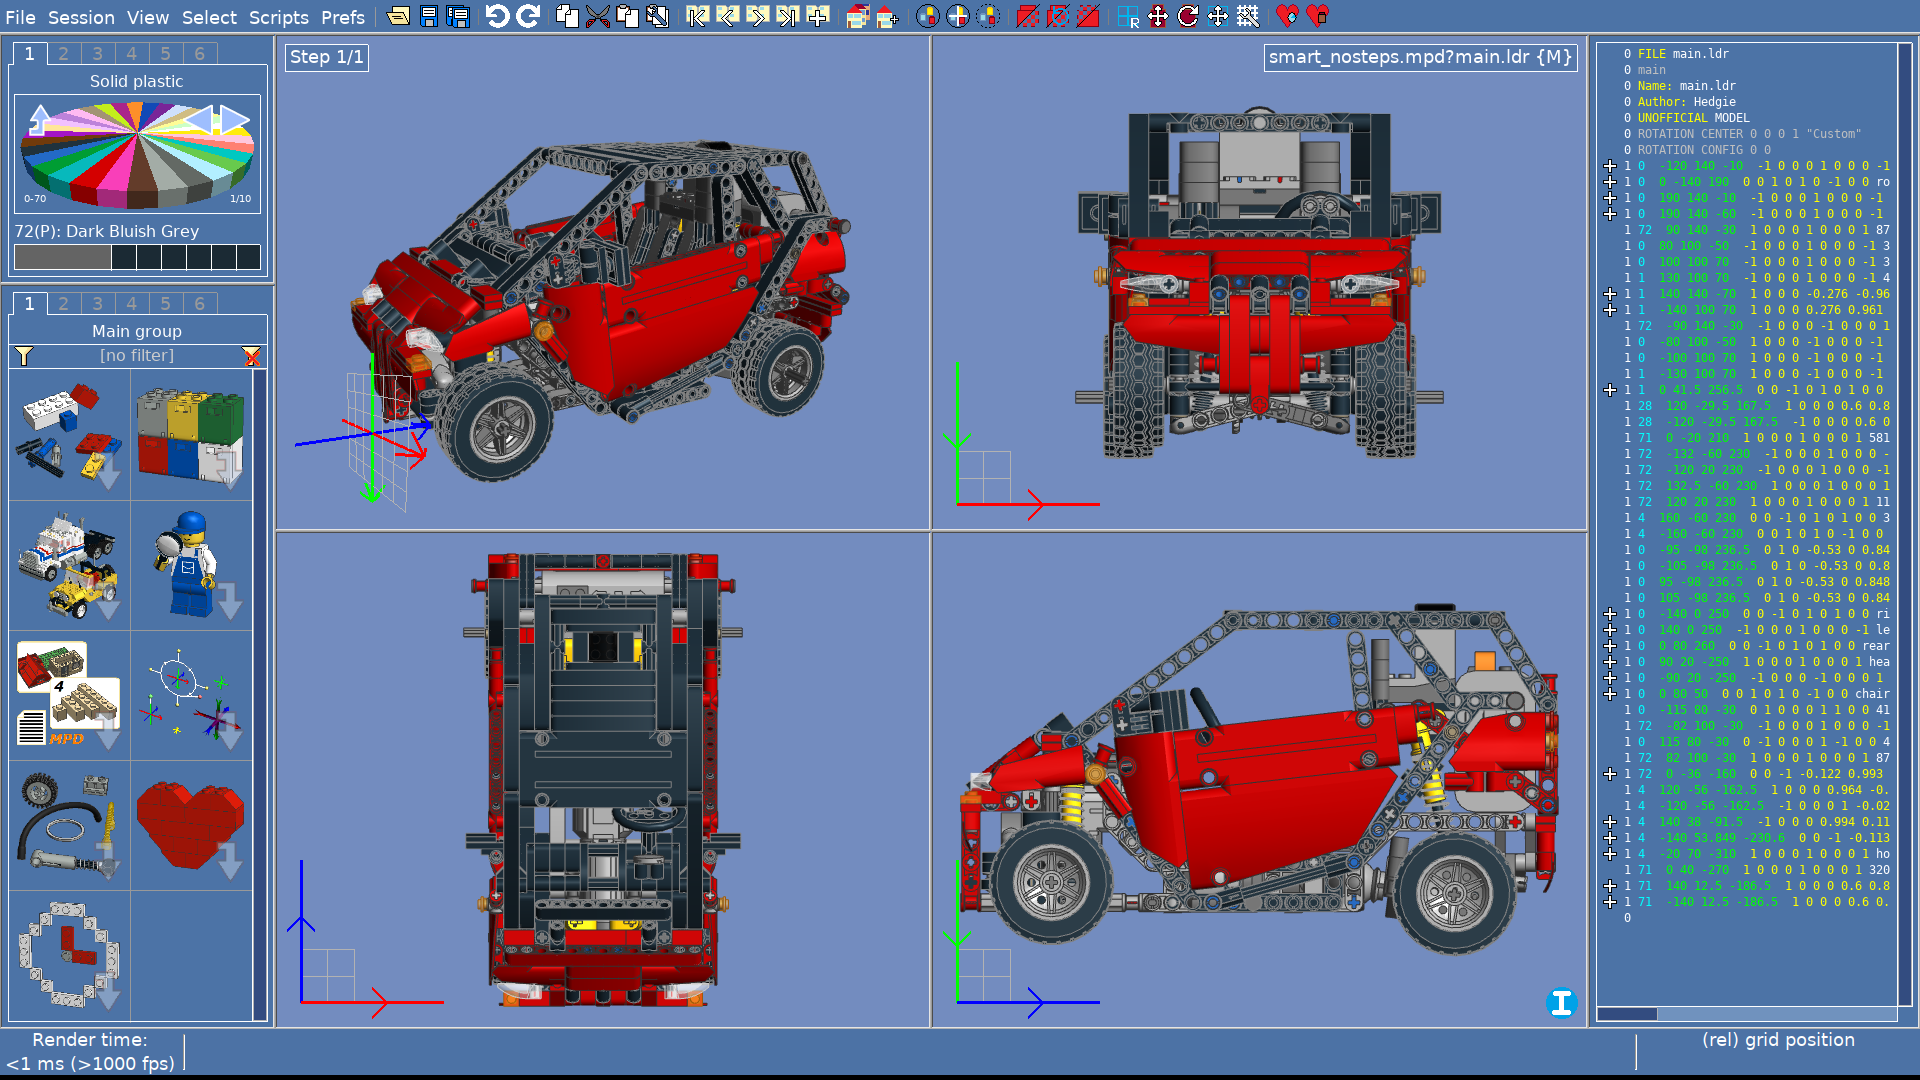 File Session View Select Scripts Prefs
1 2 3 4 5 6
Solid plastic
0-70 1/10
72(P): Dark Bluish Grey
1 2 3 4 5 6
Main group
[no filter]
4
MPD
Step 1/1
smart_nosteps.mpd?main.ldr {M}
R
0 FILE main.ldr
0 main
0 Name: main.ldr
0 Author: Hedgie
0 UNOFFICIAL MODEL
0 ROTATION CENTER 0 0 0 1 "Custom"
0 ROTATION CONFIG 0 0
1 0 -120 140 -10 -1 0 0 0 1 0 0 0 -1
1 0 0 -140 190 0 0 1 0 1 0 -1 0 0 ro
1 0 190 140 -10 -1 0 0 0 1 0 0 0 -1
1 0 190 140 -60 -1 0 0 0 1 0 0 0 -1
1 72 90 140 -30 1 0 0 0 1 0 0 0 1 87
1 0 80 100 -50 -1 0 0 0 1 0 0 0 -1 3
1 0 100 100 70 -1 0 0 0 1 0 0 0 -1 3
1 1 130 100 70 -1 0 0 0 1 0 0 0 -1 4
1 1 140 140 -70 1 0 0 0 -0.276 -0.96
1 1 -140 100 70 1 0 0 0 0.276 0.961
1 72 -90 140 -30 -1 0 0 0 -1 0 0 0 1
1 0 -80 100 -50 -1 0 0 0 1 0 0 0 -1
1 0 -100 100 70 -1 0 0 0 1 0 0 0 -1
1 1 -130 100 70 -1 0 0 0 1 0 0 0 -1
1 1 0 41.5 256.5 0 0 -1 0 1 0 1 0 0
1 28 120 -29.5 167.5 1 0 0 0 0.6 0.8
1 28 -120 -29.5 167.5 -1 0 0 0 0.6 0
1 71 0 -20 210 1 0 0 0 1 0 0 0 1 581
1 72 -132 -60 230 -1 0 0 0 1 0 0 0 -
1 72 -120 20 230 -1 0 0 0 1 0 0 0 -1
1 72 132.5 -60 230 1 0 0 0 1 0 0 0 1
1 72 120 20 230 1 0 0 0 1 0 0 0 1 11
1 4 160 -60 230 0 0 -1 0 1 0 1 0 0 3
1 4 -160 -60 230 0 0 1 0 1 0 -1 0 0
1 0 -95 -98 236.5 0 1 0 -0.53 0 0.84
1 0 -105 -98 236.5 0 1 0 -0.53 0 0.8
1 0 95 -98 236.5 0 1 0 -0.53 0 0.848
1 0 105 -98 236.5 0 1 0 -0.53 0 0.84
1 0 -140 0 250 0 0 -1 0 1 0 1 0 0 ri
1 0 140 0 250 -1 0 0 0 1 0 0 0 -1 le
1 0 0 80 260 0 0 -1 0 1 0 1 0 0 rear
1 0 90 20 -250 1 0 0 0 1 0 0 0 1 hea
1 0 -90 20 -250 -1 0 0 0 -1 0 0 0 1
1 0 0 80 50 0 0 1 0 1 0 -1 0 0 chair
1 0 -115 80 -30 0 1 0 0 0 1 1 0 0 41
1 72 -82 100 -30 -1 0 0 0 1 0 0 0 -1
1 0 115 80 -30 0 -1 0 0 0 1 -1 0 0 4
1 72 82 100 -30 1 0 0 0 1 0 0 0 1 87
1 72 0 -36 -160 0 0 -1 -0.122 0.993
1 4 120 -56 -162.5 1 0 0 0 0.964 -0.
1 4 -120 -56 -162.5 -1 0 0 0 1 -0.02
1 4 140 38 -91.5 -1 0 0 0 0.994 0.11
1 4 -140 53.849 -230.6 0 0 -1 -0.113
1 4 -20 70 -310 1 0 0 0 1 0 0 0 1 ho
1 71 0 40 -270 1 0 0 0 1 0 0 0 1 320
1 71 140 12.5 -186.5 1 0 0 0 0.6 0.8
1 71 -140 12.5 -186.5 1 0 0 0 0.6 0.
0
Render time:
<1 ms (>1000 fps)
(rel) grid position